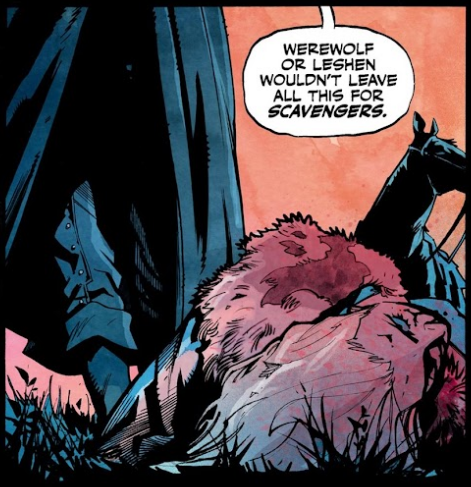 WEREWOLF
OR LESHEN
WOULDN'T LEAVE
ALL THIS FOR
SCAVENGERS.